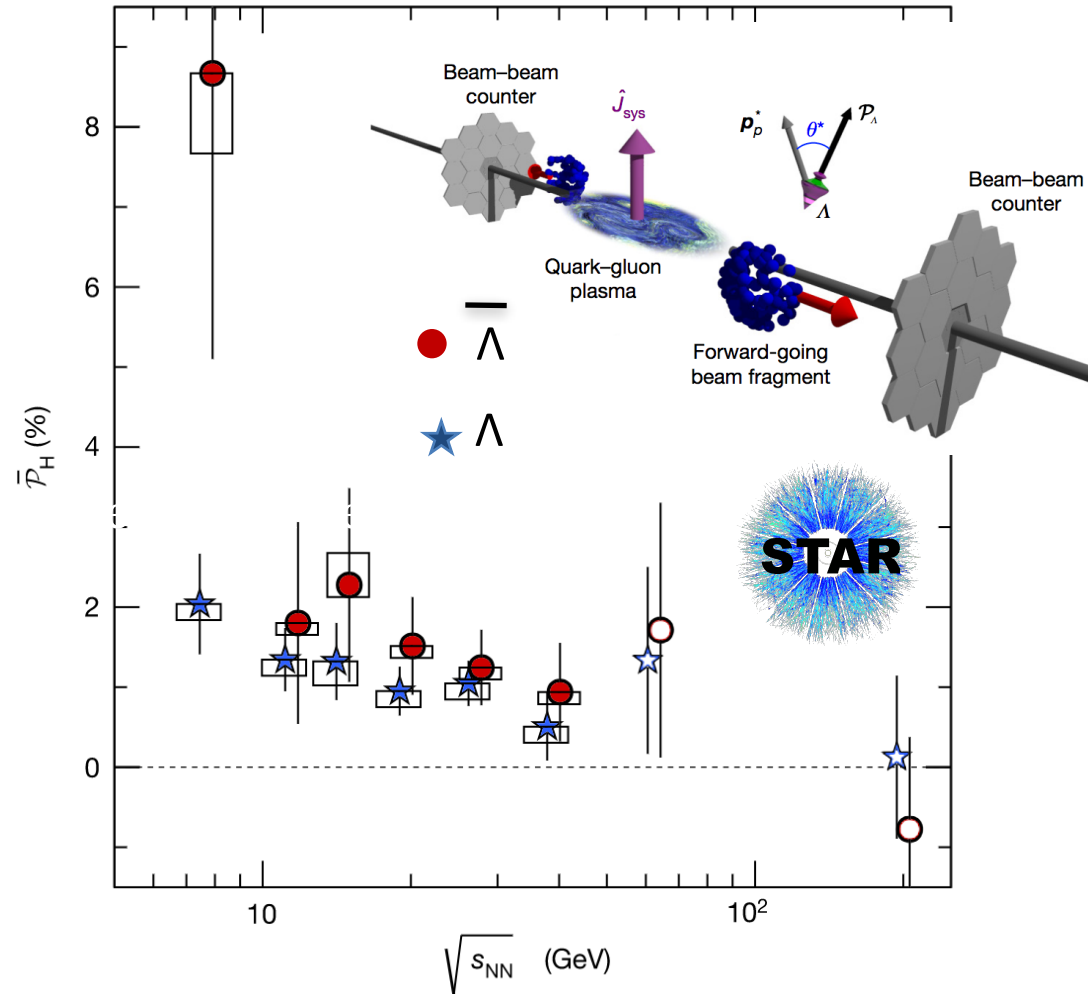 Beam–beam
counter
ĵsys
p*p
θ*
𝒫Λ
Λ
Beam–beam
counter
Quark–gluon
plasma
Forward-going
beam fragment
Λ̅
Λ
STAR
8
6
4
2
0
𝒫̅H (%)
10
10²
√sNN (GeV)